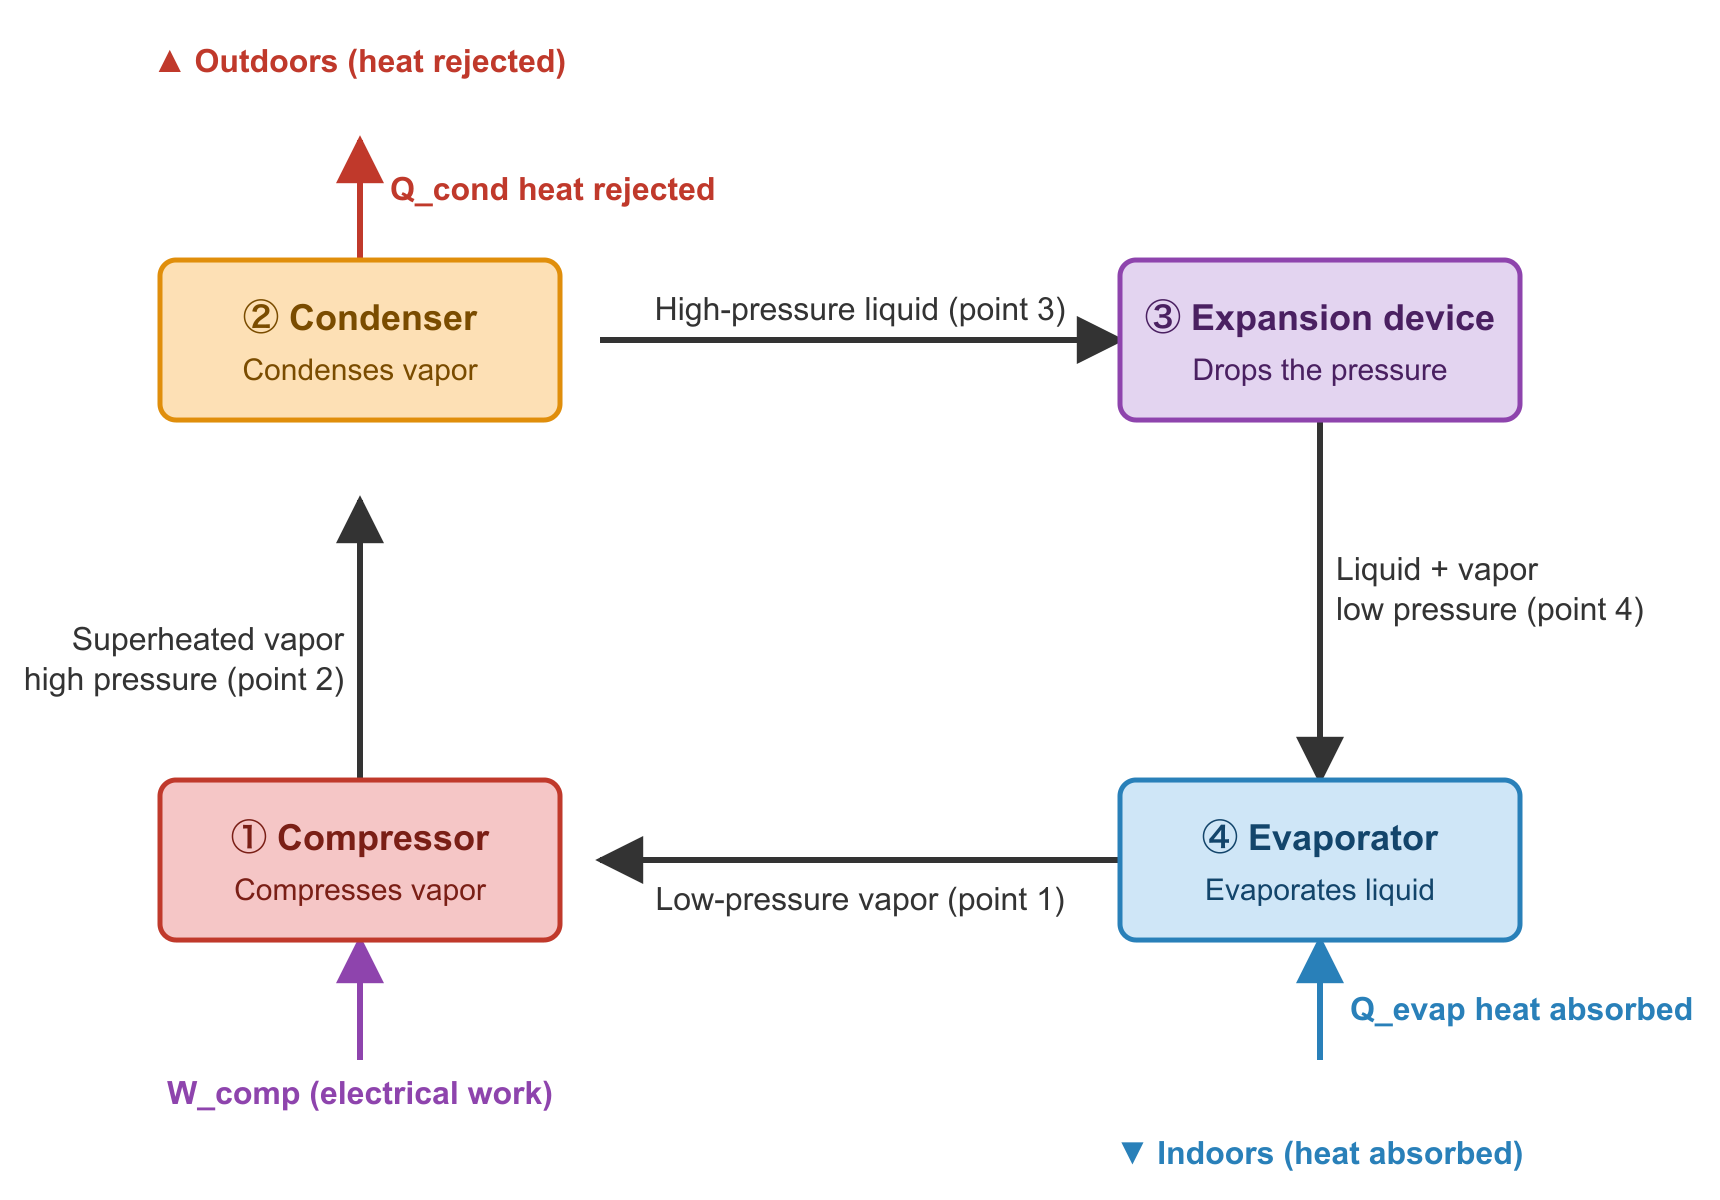 ▲ Outdoors (heat rejected)
Q_cond heat rejected
② Condenser
Condenses vapor
High-pressure liquid (point 3)
③ Expansion device
Drops the pressure
Liquid + vapor
low pressure (point 4)
Superheated vapor
high pressure (point 2)
① Compressor
Compresses vapor
Low-pressure vapor (point 1)
④ Evaporator
Evaporates liquid
Q_evap heat absorbed
W_comp (electrical work)
▼ Indoors (heat absorbed)